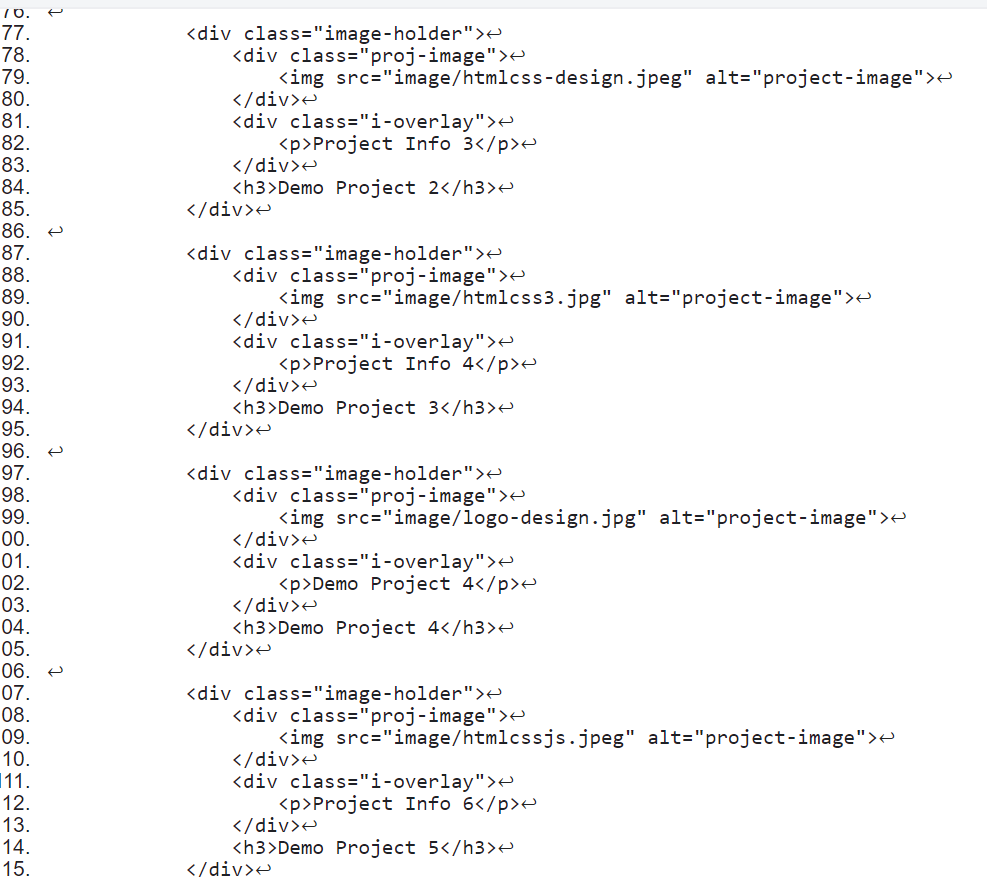 76. ↩
77. <div class="image-holder">↩
78. <div class="proj-image">↩
79. <img src="image/htmlcss-design.jpeg" alt="project-image">↩
80. </div>↩
81. <div class="i-overlay">↩
82. <p>Project Info 3</p>↩
83. </div>↩
84. <h3>Demo Project 2</h3>↩
85. </div>↩
86. ↩
87. <div class="image-holder">↩
88. <div class="proj-image">↩
89. <img src="image/htmlcss3.jpg" alt="project-image">↩
90. </div>↩
91. <div class="i-overlay">↩
92. <p>Project Info 4</p>↩
93. </div>↩
94. <h3>Demo Project 3</h3>↩
95. </div>↩
96. ↩
97. <div class="image-holder">↩
98. <div class="proj-image">↩
99. <img src="image/logo-design.jpg" alt="project-image">↩
00. </div>↩
01. <div class="i-overlay">↩
02. <p>Demo Project 4</p>↩
03. </div>↩
04. <h3>Demo Project 4</h3>↩
05. </div>↩
06. ↩
07. <div class="image-holder">↩
08. <div class="proj-image">↩
09. <img src="image/htmlcssjs.jpeg" alt="project-image">↩
10. </div>↩
111. <div class="i-overlay">↩
12. <p>Project Info 6</p>↩
13. </div>↩
14. <h3>Demo Project 5</h3>↩
15. </div>↩